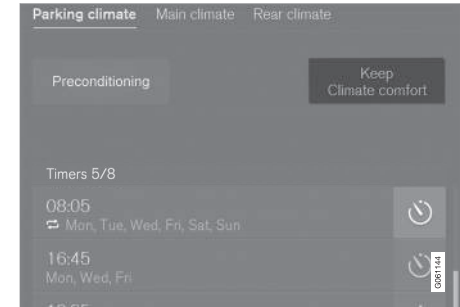 Parking climate Main climate Rear climate
Preconditioning
Keep
Climate comfort
Timers 5/8
08:05
Mon, Tue, Wed, Fri, Sat, Sun
16:45
Mon, Wed, Fri
G061144